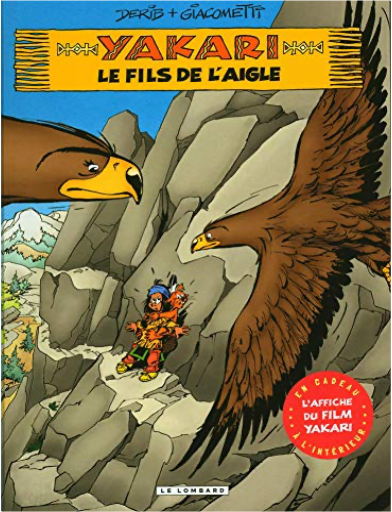 DERIB + GIACOMETTI
YAKARI
LE FILS DE L'AIGLE
EN CADEAU
L'AFFICHE
DU FILM
YAKARI
À L'INTÉRIEUR
LE LOMBARD